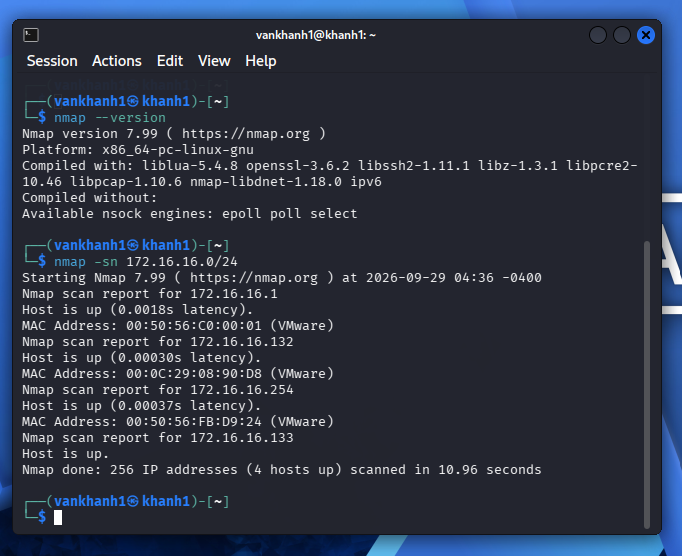 vankhanh1@khanh1: ~
Session Actions Edit View Help
┌──(vankhanh1㉿khanh1)-[~]
└─$ nmap --version
Nmap version 7.99 ( https://nmap.org )
Platform: x86_64-pc-linux-gnu
Compiled with: liblua-5.4.8 openssl-3.6.2 libssh2-1.11.1 libz-1.3.1 libpcre2-
10.46 libpcap-1.10.6 nmap-libdnet-1.18.0 ipv6
Compiled without:
Available nsock engines: epoll poll select
┌──(vankhanh1㉿khanh1)-[~]
└─$ nmap -sn 172.16.16.0/24
Starting Nmap 7.99 ( https://nmap.org ) at 2026-09-29 04:36 -0400
Nmap scan report for 172.16.16.1
Host is up (0.0018s latency).
MAC Address: 00:50:56:C0:00:01 (VMware)
Nmap scan report for 172.16.16.132
Host is up (0.00030s latency).
MAC Address: 00:0C:29:08:90:D8 (VMware)
Nmap scan report for 172.16.16.254
Host is up (0.00037s latency).
MAC Address: 00:50:56:FB:D9:24 (VMware)
Nmap scan report for 172.16.16.133
Host is up.
Nmap done: 256 IP addresses (4 hosts up) scanned in 10.96 seconds
┌──(vankhanh1㉿khanh1)-[~]
└─$